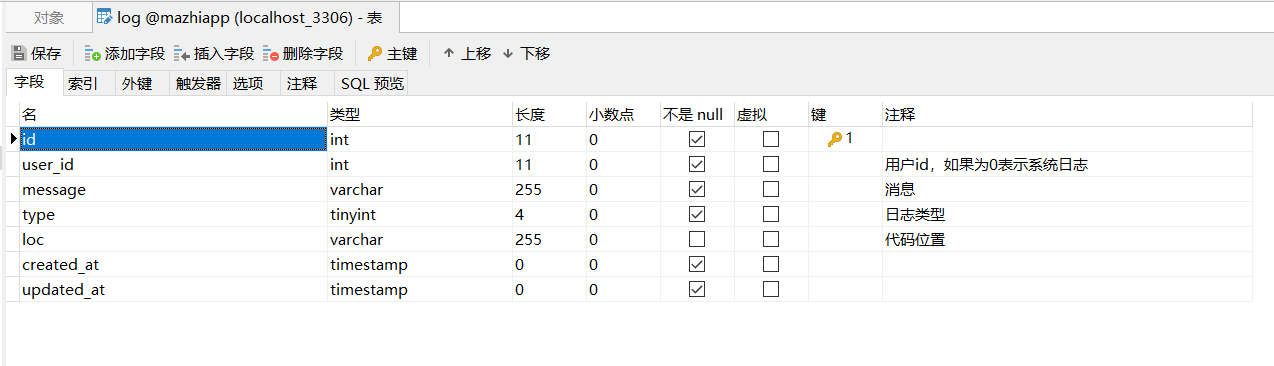 对象 log @mazhiapp (localhost_3306) - 表
保存 添加字段 插入字段 删除字段 主键 上移 下移
字段 索引 外键 触发器 选项 注释 SQL 预览
名 类型 长度 小数点 不是 null 虚拟 键 注释
id int 11 0 1
user_id int 11 0 用户id，如果为0表示系统日志
message varchar 255 0 消息
type tinyint 4 0 日志类型
loc varchar 255 0 代码位置
created_at timestamp 0 0
updated_at timestamp 0 0